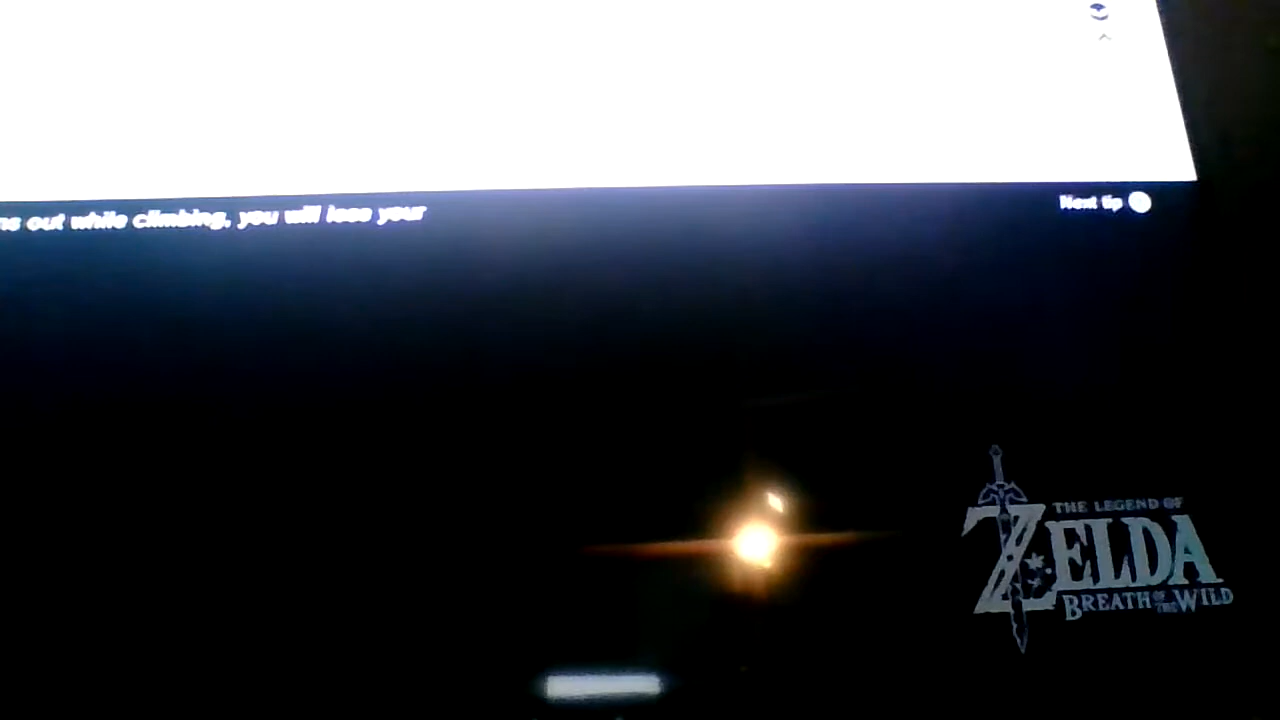 out while climbing, you will lose your
Next tip
THE LEGEND OF
ZELDA
BREATH OF THE WILD